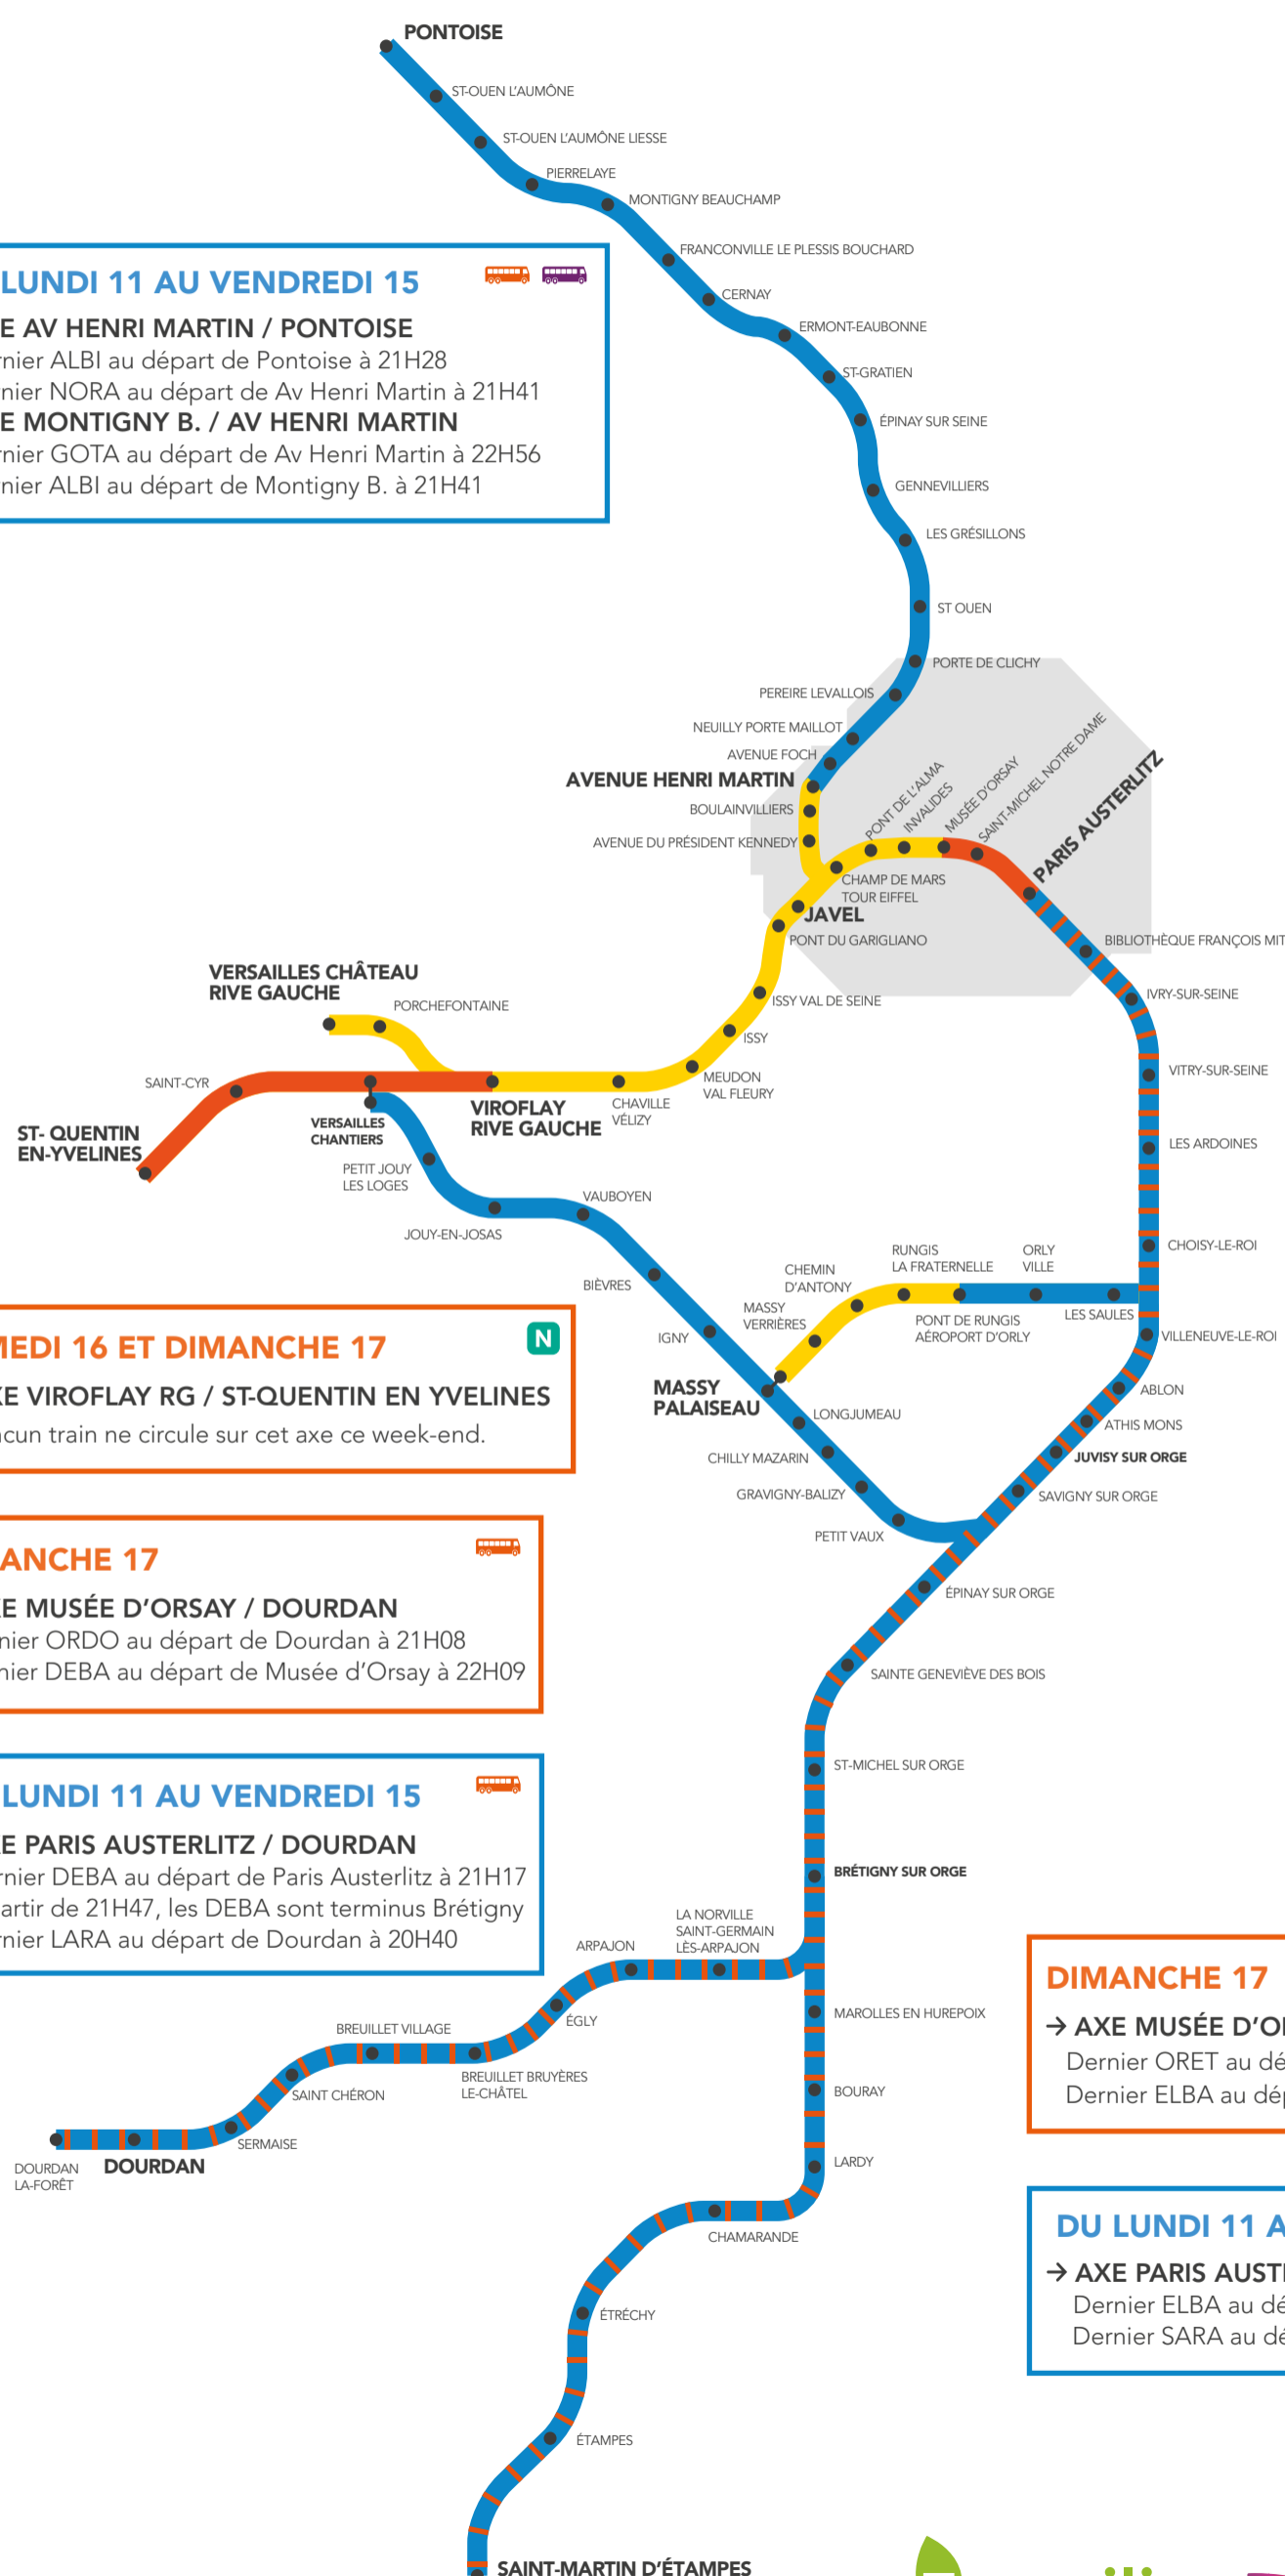 PONTOISE
ST-OUEN L'AUMÔNE
ST-OUEN L'AUMÔNE LIESSE
PIERRELAYE
MONTIGNY BEAUCHAMP
FRANCONVILLE LE PLESSIS BOUCHARD
CERNAY
ERMONT-EAUBONNE
ST-GRATIEN
ÉPINAY SUR SEINE
GENNEVILLIERS
LES GRÉSILLONS
ST OUEN
PORTE DE CLICHY
PEREIRE LEVALLOIS
NEUILLY PORTE MAILLOT
AVENUE FOCH
AVENUE HENRI MARTIN
BOULAINVILLIERS
AVENUE DU PRÉSIDENT KENNEDY
LUNDI 11 AU VENDREDI 15
E AV HENRI MARTIN / PONTOISE
rnier ALBI au départ de Pontoise à 21H28
rnier NORA au départ de Av Henri Martin à 21H41
E MONTIGNY B. / AV HENRI MARTIN
rnier GOTA au départ de Av Henri Martin à 22H56
rnier ALBI au départ de Montigny B. à 21H41
PONT DE L'ALMA
INVALIDES
MUSÉE D'ORSAY
SAINT-MICHEL NOTRE DAME
PARIS AUSTERLITZ
CHAMP DE MARS
TOUR EIFFEL
JAVEL
PONT DU GARIGLIANO
BIBLIOTHÈQUE FRANÇOIS MIT
IVRY-SUR-SEINE
VITRY-SUR-SEINE
LES ARDOINES
CHOISY-LE-ROI
VILLENEUVE-LE-ROI
ABLON
ATHIS MONS
JUVISY SUR ORGE
SAVIGNY SUR ORGE
ISSY VAL DE SEINE
ISSY
MEUDON
VAL FLEURY
CHAVILLE
VÉLIZY
VIROFLAY
RIVE GAUCHE
VERSAILLES CHÂTEAU
RIVE GAUCHE
PORCHEFONTAINE
SAINT-CYR
ST- QUENTIN
EN-YVELINES
VERSAILLES
CHANTIERS
PETIT JOUY
LES LOGES
JOUY-EN-JOSAS
VAUBOYEN
BIÈVRES
IGNY
MASSY
PALAISEAU
MASSY
VERRIÈRES
CHEMIN
D'ANTONY
RUNGIS
LA FRATERNELLE
PONT DE RUNGIS
AÉROPORT D'ORLY
ORLY
VILLE
LES SAULES
LONGJUMEAU
CHILLY MAZARIN
GRAVIGNY-BALIZY
PETIT VAUX
MEDI 16 ET DIMANCHE 17
N
XE VIROFLAY RG / ST-QUENTIN EN YVELINES
ucun train ne circule sur cet axe ce week-end.
ANCHE 17
XE MUSÉE D'ORSAY / DOURDAN
nier ORDO au départ de Dourdan à 21H08
nier DEBA au départ de Musée d'Orsay à 22H09
LUNDI 11 AU VENDREDI 15
E PARIS AUSTERLITZ / DOURDAN
rnier DEBA au départ de Paris Austerlitz à 21H17
artir de 21H47, les DEBA sont terminus Brétigny
rnier LARA au départ de Dourdan à 20H40
ÉPINAY SUR ORGE
SAINTE GENEVIÈVE DES BOIS
ST-MICHEL SUR ORGE
BRÉTIGNY SUR ORGE
LA NORVILLE
SAINT-GERMAIN
LÈS-ARPAJON
ARPAJON
ÉGLY
BREUILLET BRUYÈRES
LE-CHÂTEL
BREUILLET VILLAGE
SAINT CHÉRON
SERMAISE
DOURDAN
DOURDAN
LA-FORÊT
MAROLLES EN HUREPOIX
BOURAY
LARDY
CHAMARANDE
ÉTRÉCHY
ÉTAMPES
SAINT-MARTIN D'ÉTAMPES
DIMANCHE 17
→ AXE MUSÉE D'O
Dernier ORET au dé
Dernier ELBA au dép
DU LUNDI 11 A
→ AXE PARIS AUST
Dernier ELBA au dé
Dernier SARA au dé